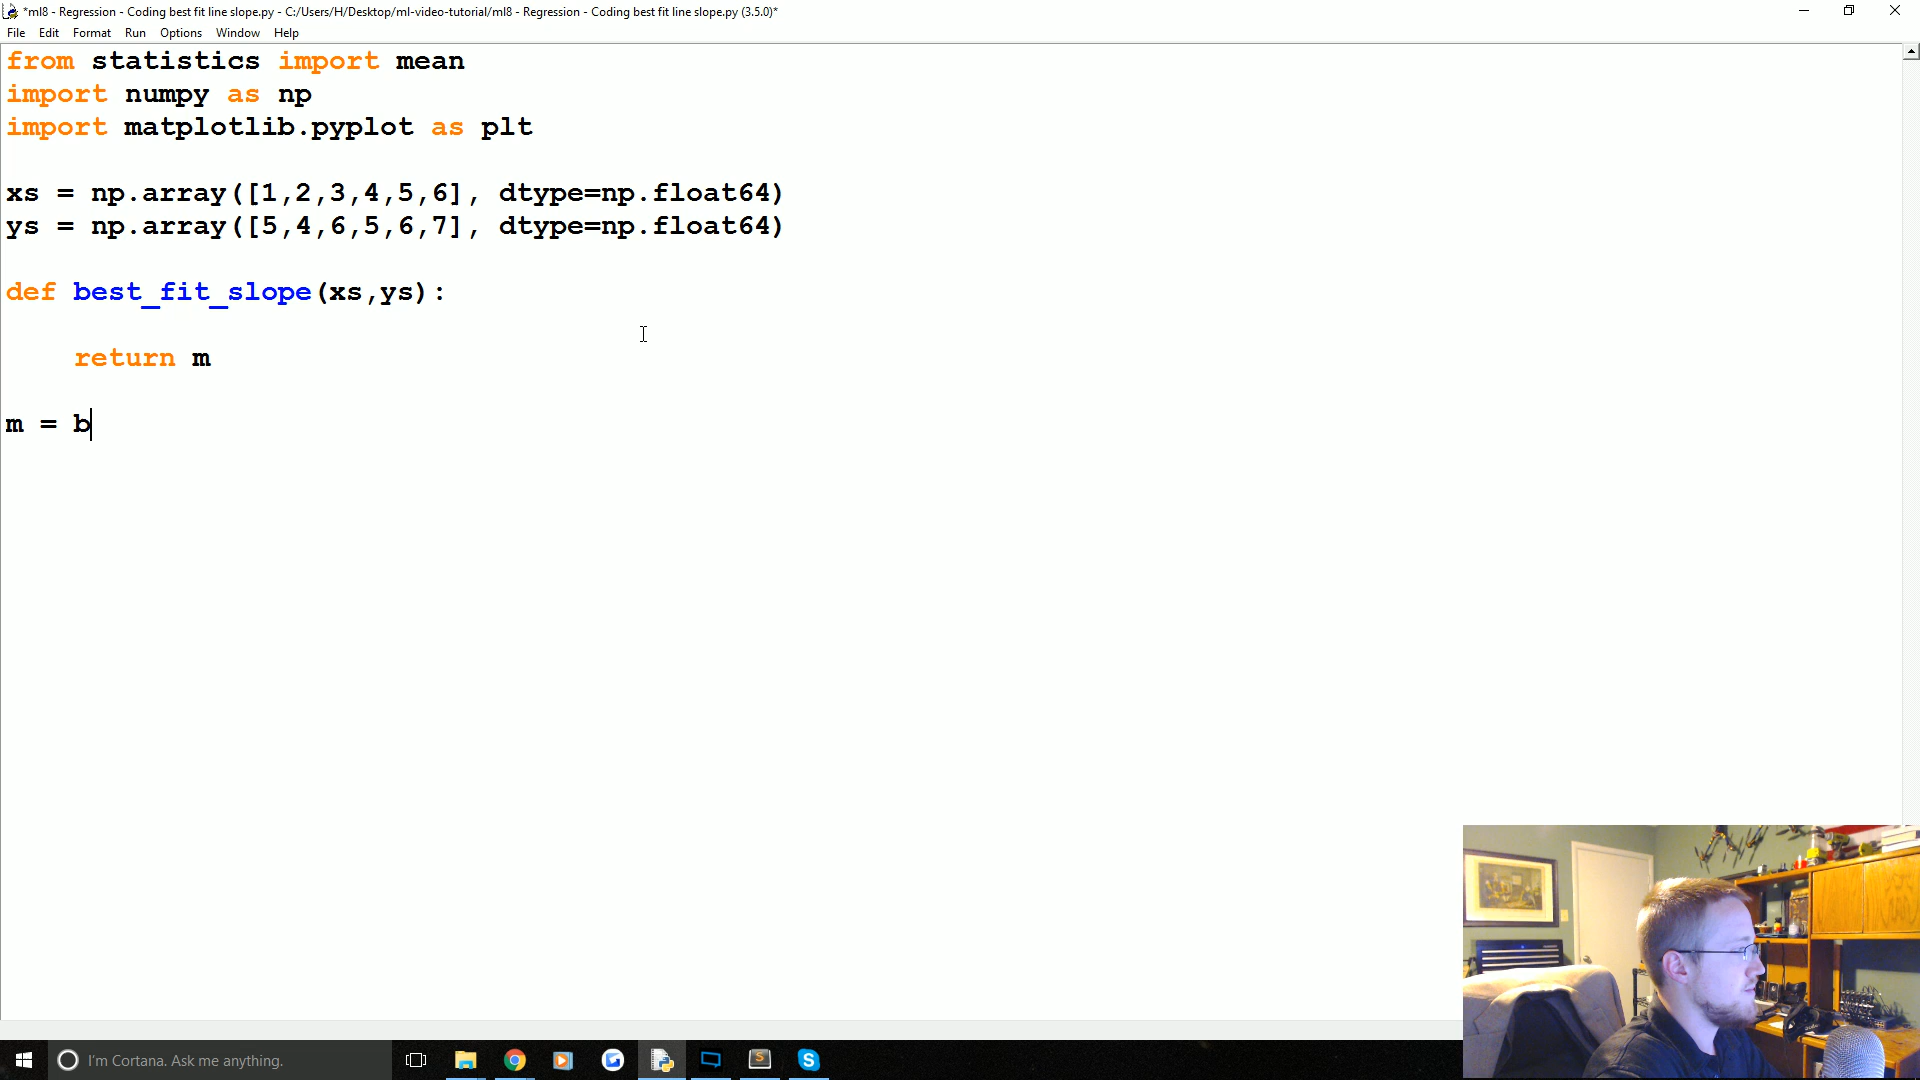 *ml8 - Regression - Coding best fit line slope.py - C:/Users/H/Desktop/ml-video-tutorial/ml8 - Regression - Coding best fit line slope.py (3.5.0)*
File Edit Format Run Options Window Help
from statistics import mean
import numpy as np
import matplotlib.pyplot as plt
xs = np.array([1,2,3,4,5,6], dtype=np.float64)
ys = np.array([5,4,6,5,6,7], dtype=np.float64)
def best_fit_slope(xs,ys):
return m
m = b
I'm Cortana. Ask me anything.